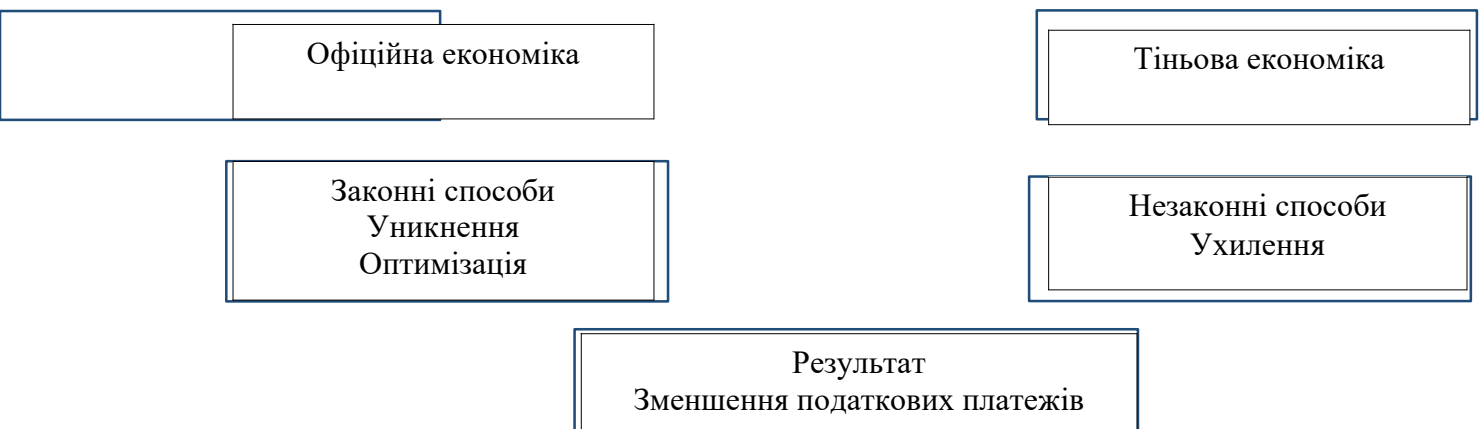 Офіційна економіка
Тіньова економіка
Законні способи
Уникнення
Оптимізація
Незаконні способи
Ухилення
Результат
Зменшення податкових платежів